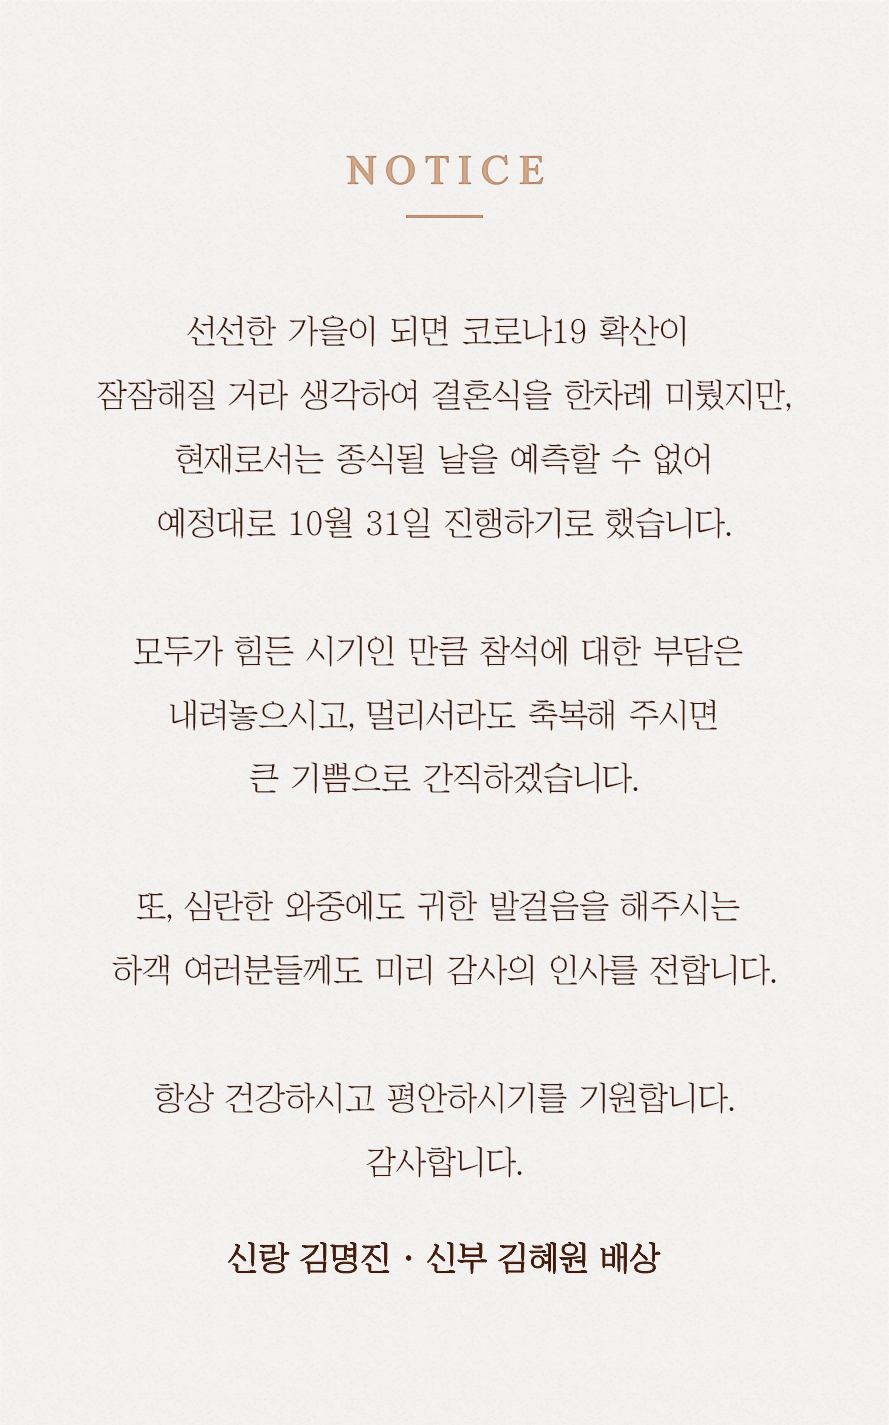 NOTICE
선선한 가을이 되면 코로나19 확산이
잠잠해질 거라 생각하여 결혼식을 한차례 미뤘지만,
현재로서는 종식될 날을 예측할 수 없어
예정대로 10월 31일 진행하기로 했습니다.
모두가 힘든 시기인 만큼 참석에 대한 부담은
내려놓으시고, 멀리서라도 축복해 주시면
큰 기쁨으로 간직하겠습니다.
또, 심란한 와중에도 귀한 발걸음을 해주시는
하객 여러분들께도 미리 감사의 인사를 전합니다.
항상 건강하시고 평안하시기를 기원합니다.
감사합니다.
신랑 김명진 · 신부 김혜원 배상